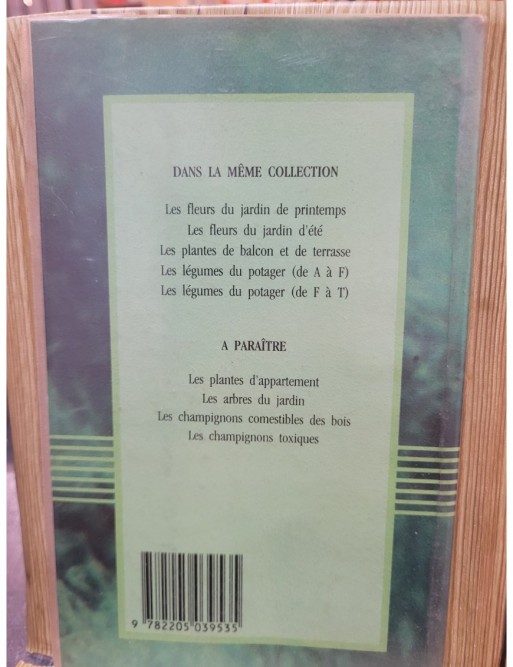 DANS LA MÊME COLLECTION
Les fleurs du jardin de printemps
Les fleurs du jardin d'été
Les plantes de balcon et de terrasse
Les légumes du potager (de A à F)
Les légumes du potager (de F à T)
A PARAÎTRE
Les plantes d'appartement
Les arbres du jardin
Les champignons comestibles des bois
Les champignons toxiques
9 782205 039535